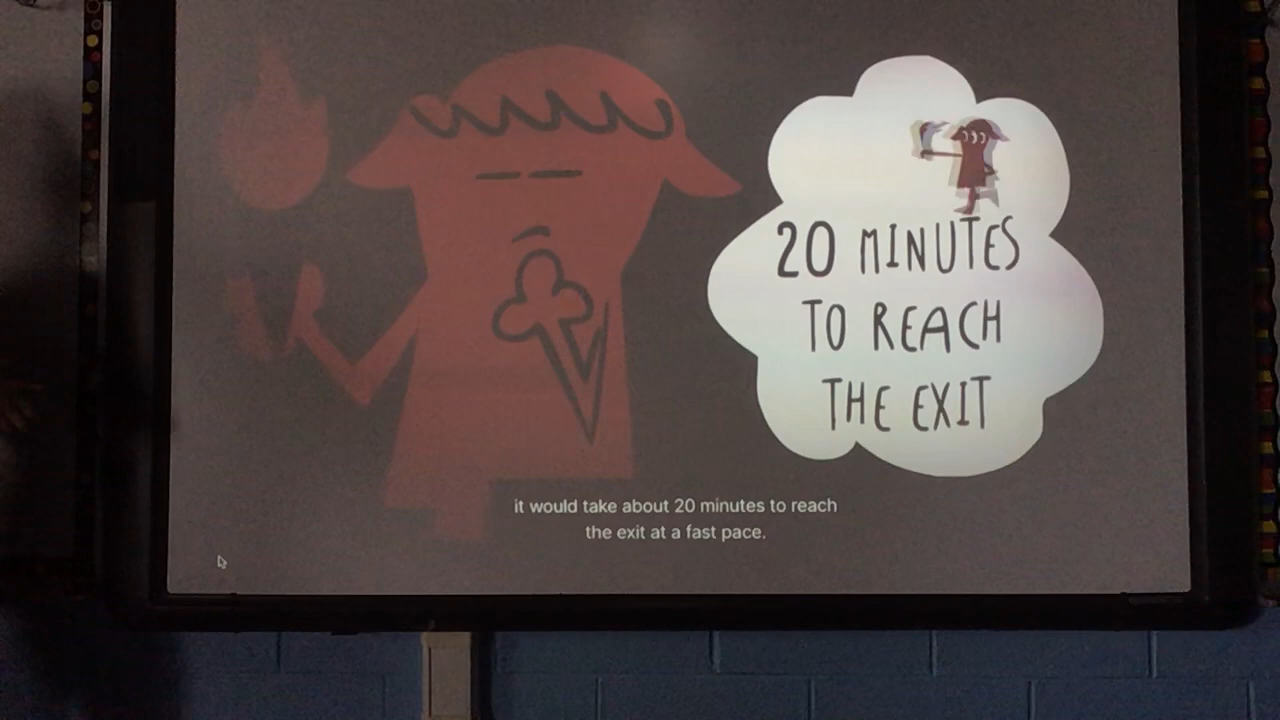 20 MINUTES
TO REACH
THE EXIT
it would take about 20 minutes to reach
the exit at a fast pace.